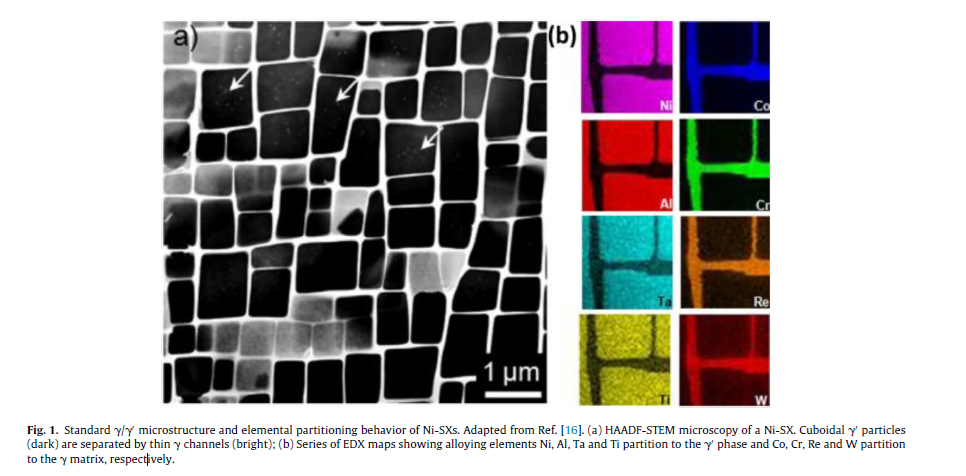 a)
(b)
Ni
Co
Al
Cr
Ta
Re
Ti
W
1 μm
Fig. 1. Standard γ/γ′ microstructure and elemental partitioning behavior of Ni-SXs. Adapted from Ref. [16]. (a) HAADF-STEM microscopy of a Ni-SX. Cuboidal γ′ particles
(dark) are separated by thin γ channels (bright); (b) Series of EDX maps showing alloying elements Ni, Al, Ta and Ti partition to the γ′ phase and Co, Cr, Re and W partition
to the γ matrix, respectively.